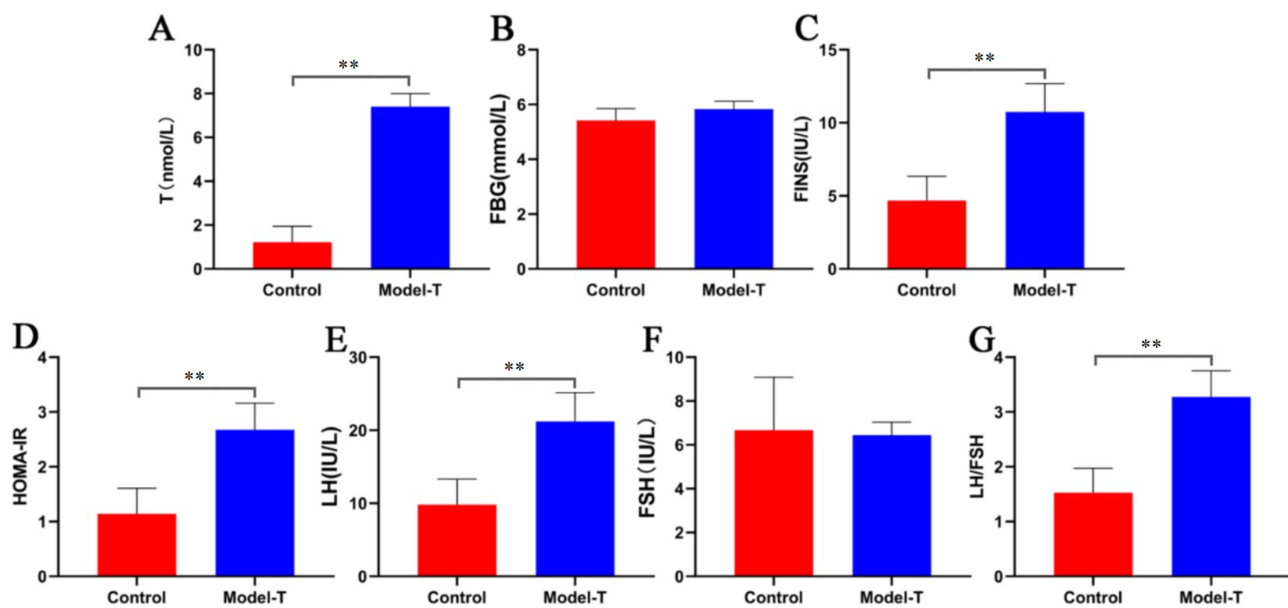 A
T（nmol/L）
10
8
6
4
2
0
**
Control
Model-T
B
FBG(mmol/L)
8
6
4
2
0
Control
Model-T
C
FINS(IU/L)
15
10
5
0
**
Control
Model-T
D
HOMA-IR
4
3
2
1
0
**
Control
Model-T
E
LH(IU/L)
30
20
10
0
**
Control
Model-T
F
FSH（IU/L）
10
8
6
4
2
0
Control
Model-T
G
LH/FSH
4
3
2
1
0
**
Control
Model-T